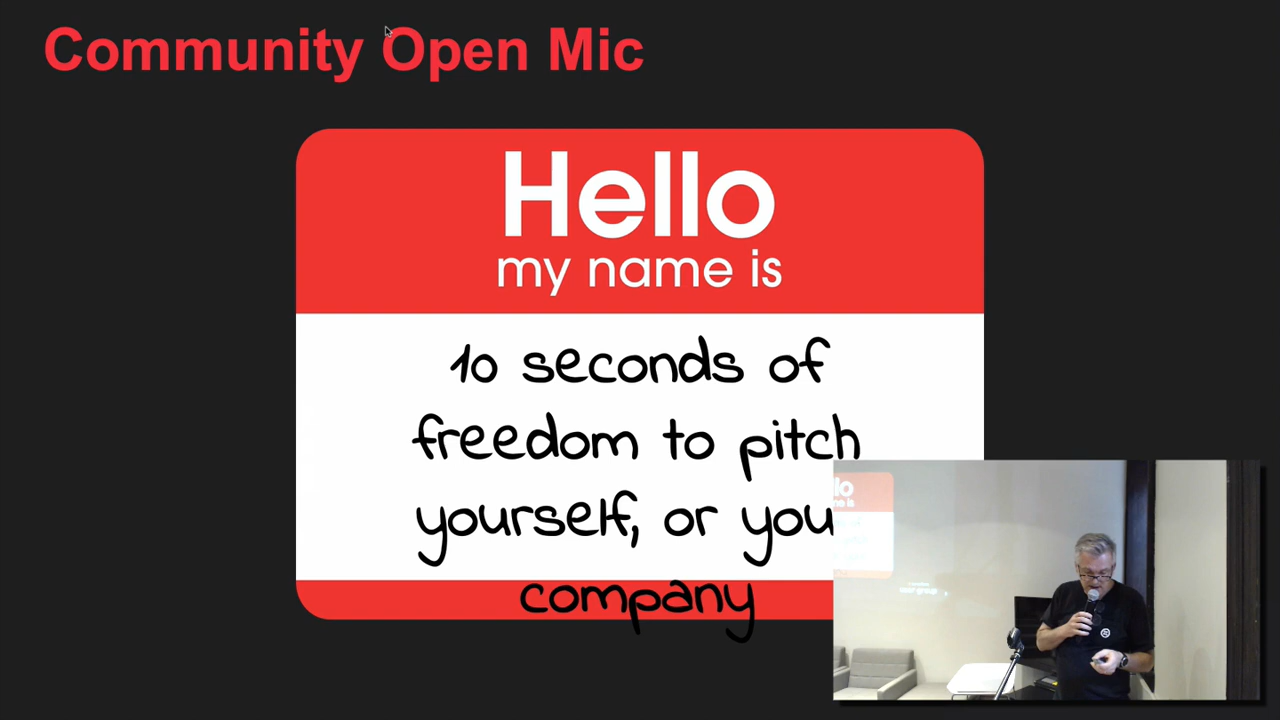 Community Open Mic
Hello
my name is
10 seconds of
freedom to pitch
yourself, or you
company